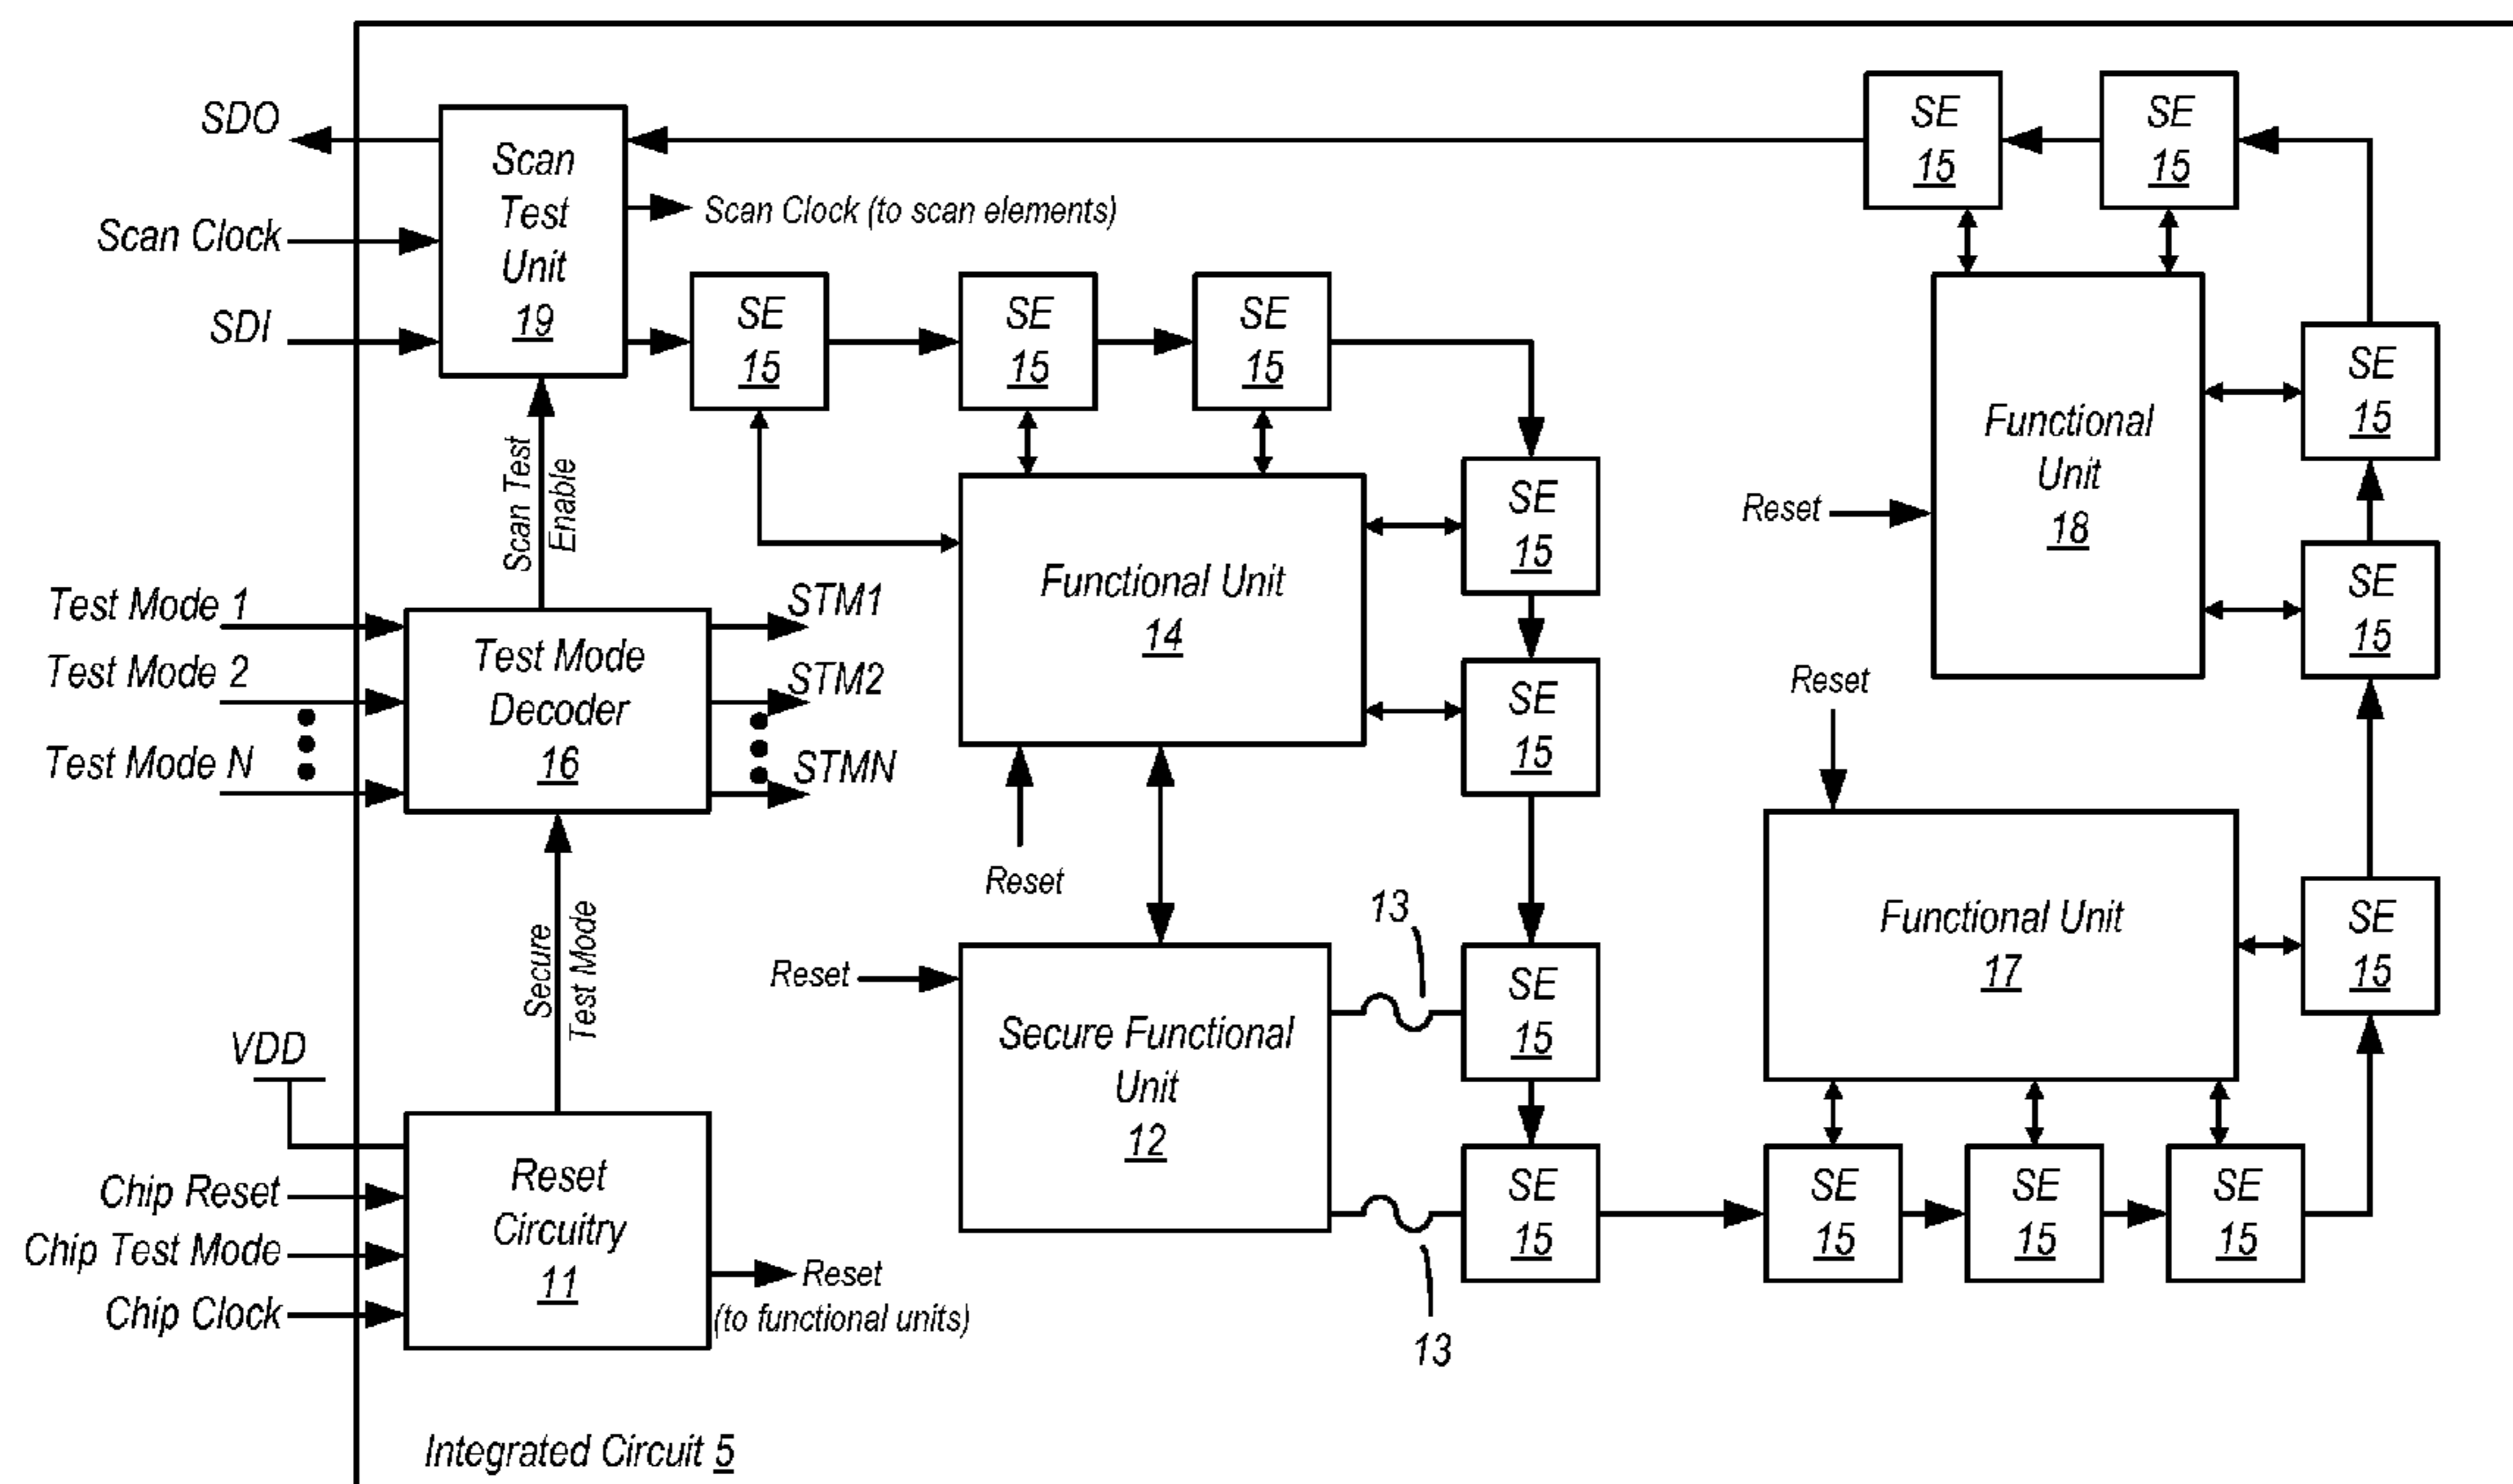 SDO
Scan Clock
SDI
Scan
Test
Unit
19
Scan Clock (to scan elements)
SE
15
SE
15
SE
15
SE
15
SE
15
Scan Test
Enable
Test Mode 1
Test Mode 2
Test Mode N
Test Mode
Decoder
16
STM1
STM2
STMN
Functional Unit
14
SE
15
SE
15
Reset
Secure
Test Mode
Reset
Secure Functional
Unit
12
13
13
SE
15
SE
15
Functional
Unit
18
Reset
SE
15
SE
15
Reset
Functional Unit
17
SE
15
SE
15
SE
15
SE
15
VDD
Chip Reset
Chip Test Mode
Chip Clock
Reset
Circuitry
11
Reset
(to functional units)
Integrated Circuit 5